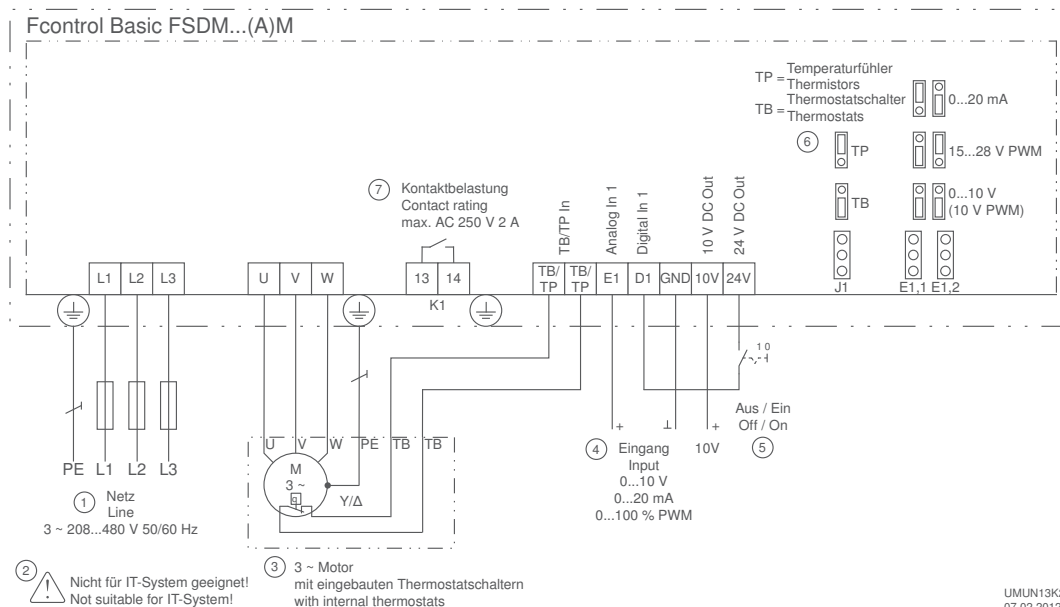 Fcontrol Basic FSDM...(A)M
TP = Temperaturfühler
Thermistors
TB = Thermostatschalter
Thermostats
0...20 mA
6
TP
15...28 V PWM
TB
0...10 V
(10 V PWM)
J1
E1,1 E1,2
7
Kontaktbelastung
Contact rating
max. AC 250 V 2 A
TB/TP In
Analog In 1
Digital In 1
10 V DC Out
24 V DC Out
L1 L2 L3
U V W
13 14
K1
TB/TP TB/TP E1 D1 GND 10V 24V
1 0
Aus / Ein
Off / On
5
+ ⊥ +
4
Eingang
Input
0...10 V
0...20 mA
0...100 % PWM
10V
PE L1 L2 L3
1
Netz
Line
3 ~ 208...480 V 50/60 Hz
U V W PE TB TB
M
3 ~
Y/Δ
2
Nicht für IT-System geeignet!
Not suitable for IT-System!
3
3 ~ Motor
mit eingebauten Thermostatschaltern
with internal thermostats